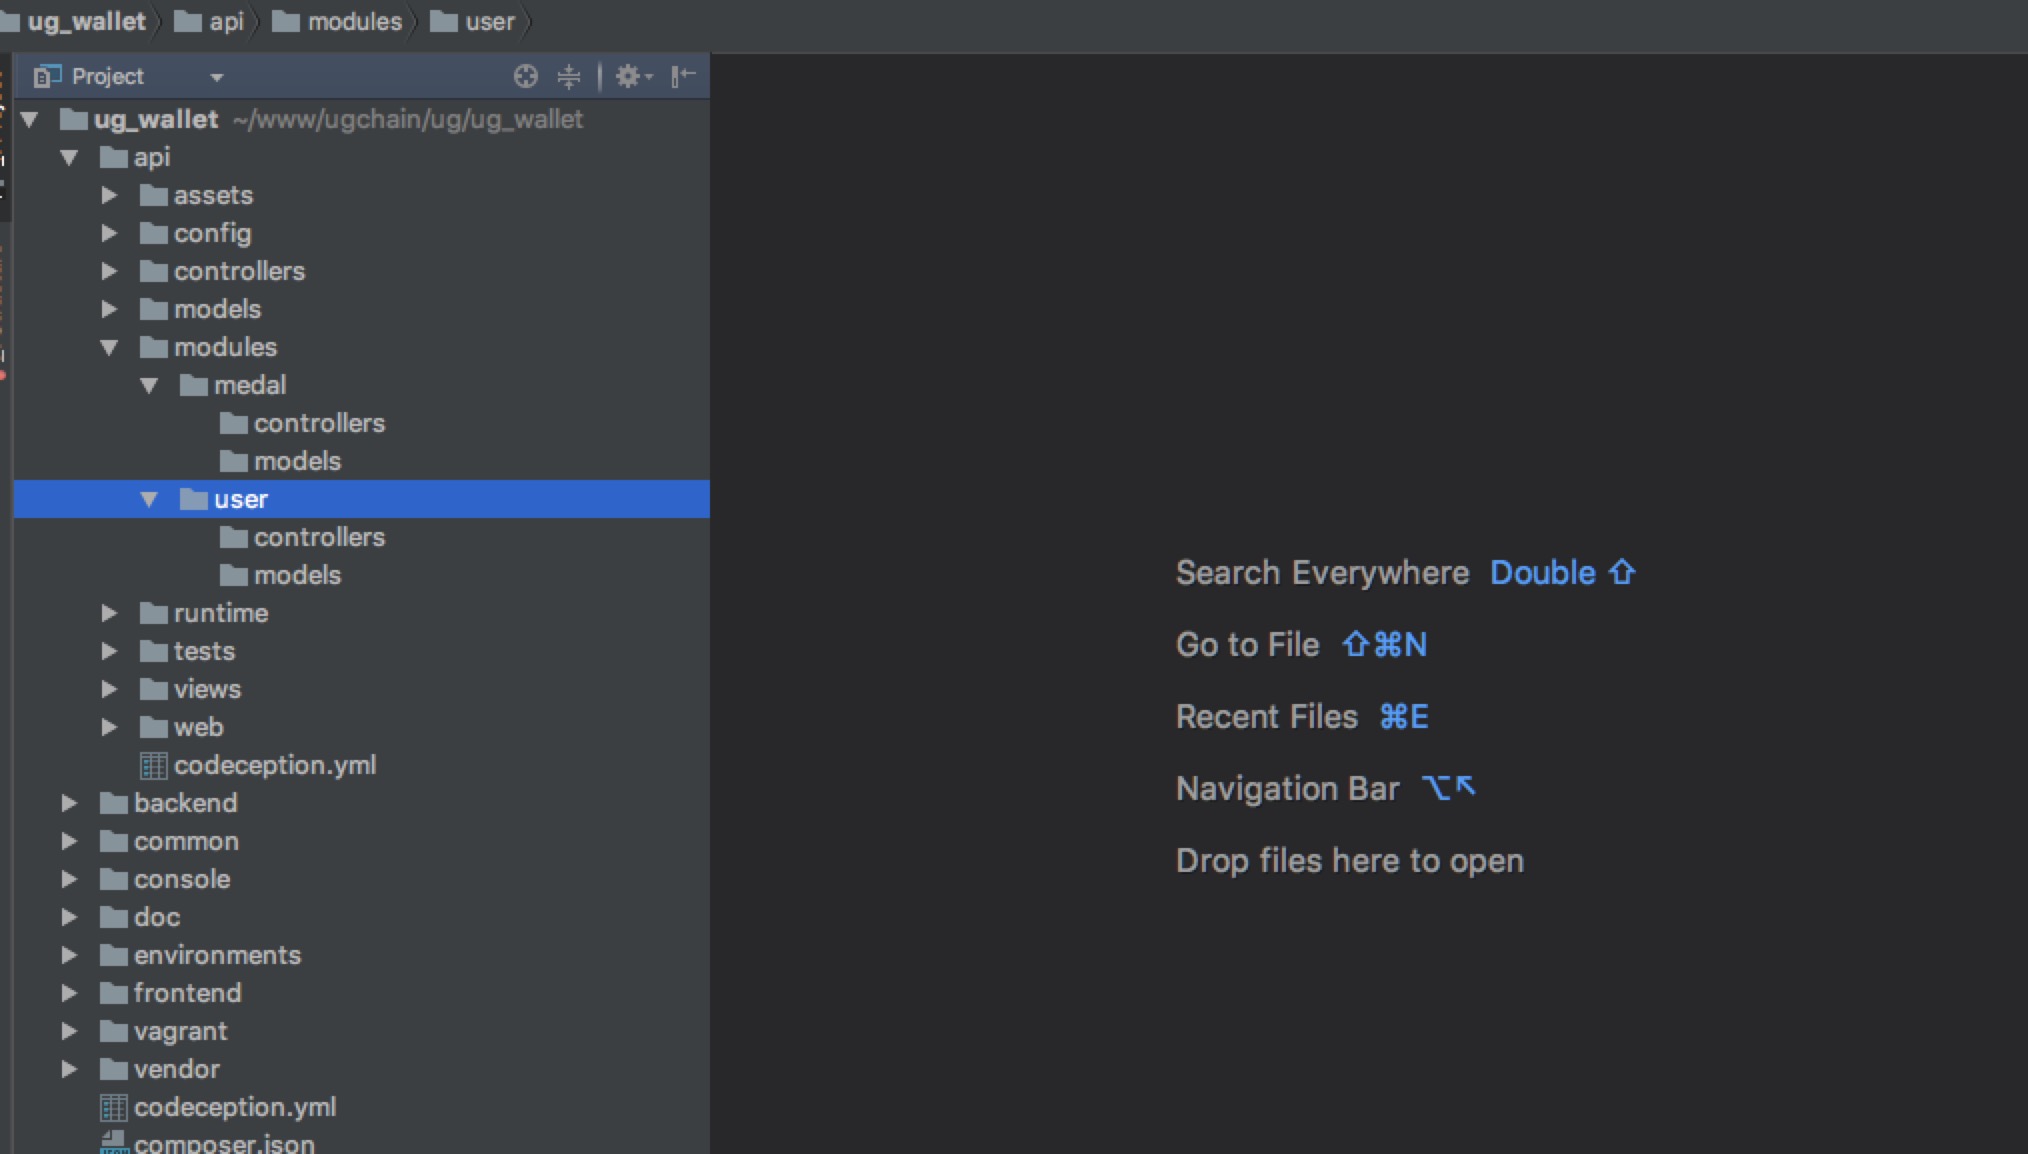 ug_wallet api modules user
Project
ug_wallet ~/www/ugchain/ug/ug_wallet
api
assets
config
controllers
models
modules
medal
controllers
models
user
controllers
models
runtime
tests
views
web
codeception.yml
backend
common
console
doc
environments
frontend
vagrant
vendor
codeception.yml
composer.json
Search Everywhere Double ⇧
Go to File ⇧⌘N
Recent Files ⌘E
Navigation Bar ⌥↖
Drop files here to open